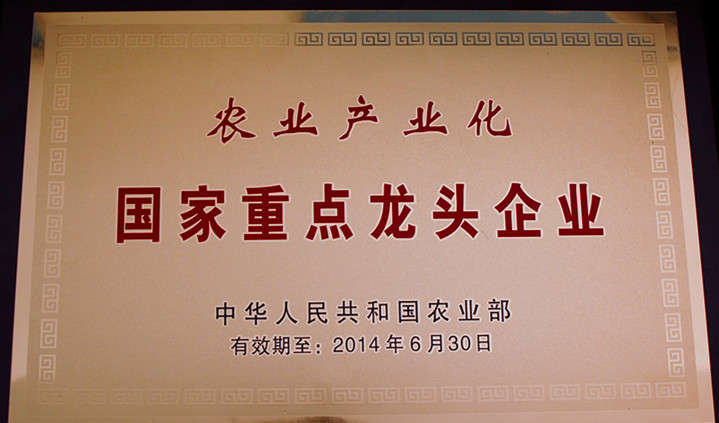 农业产业化
国家重点龙头企业
中华人民共和国农业部
有效期至：2014年6月30日